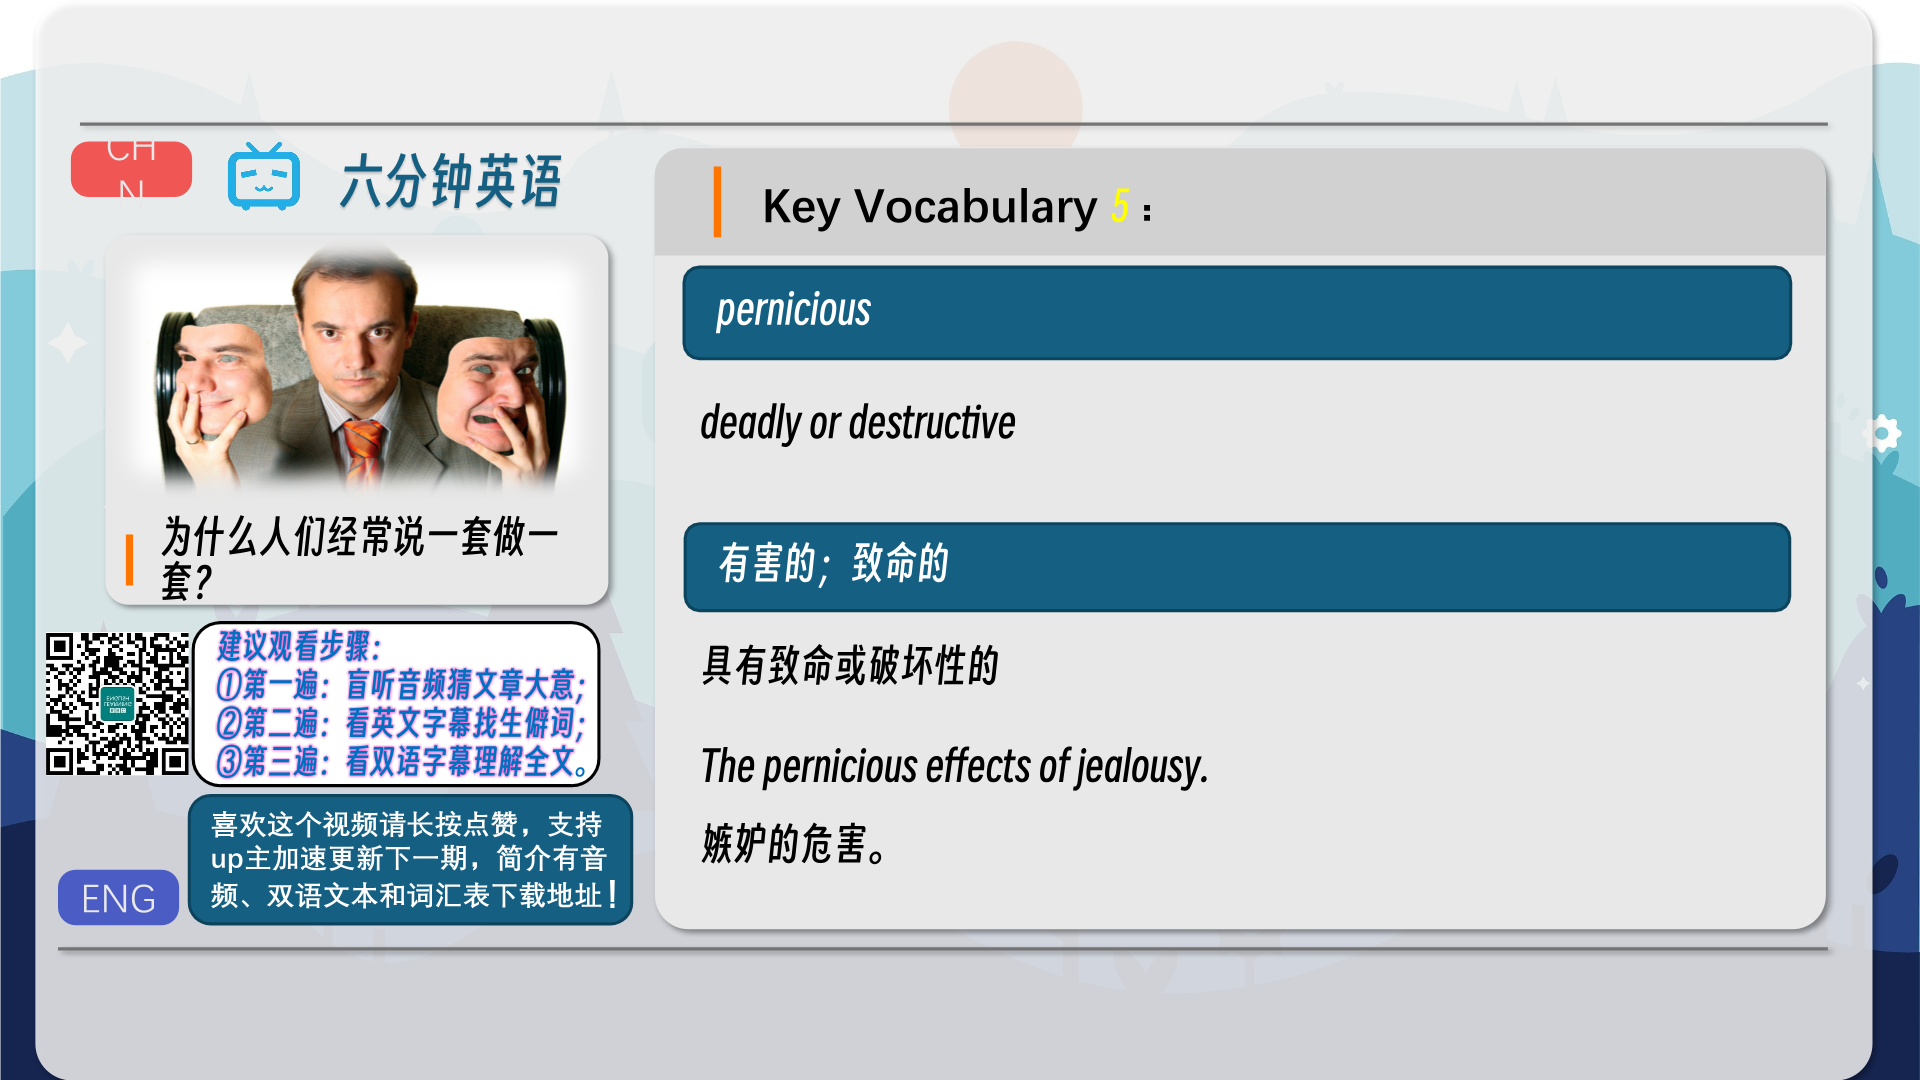 CH
N
六分钟英语
为什么人们经常说一套做一
套?
建议观看步骤:
①第一遍:盲听音频猜文章大意;
②第二遍:看英文字幕找生僻词;
③第三遍:看双语字幕理解全文。
喜欢这个视频请长按点赞,支持
up主加速更新下一期,简介有音
频、双语文本和词汇表下载地址!
ENG
Key Vocabulary 5:
pernicious
deadly or destructive
有害的;致命的
具有致命或破坏性的
The pernicious effects of jealousy.
嫉妒的危害。